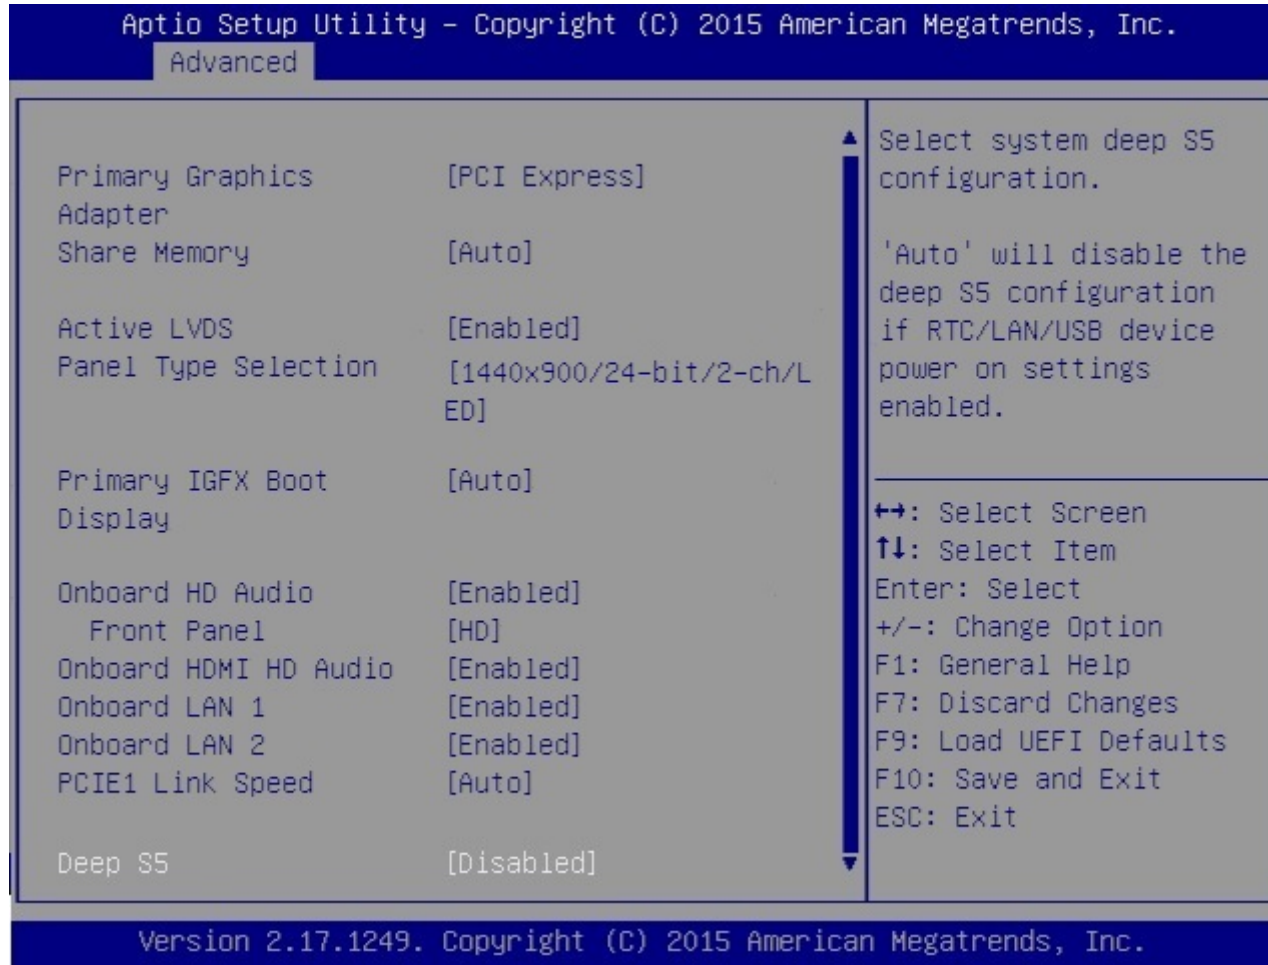 Aptio Setup Utility – Copyright (C) 2015 American Megatrends, Inc.
Advanced
Primary Graphics Adapter [PCI Express]
Share Memory [Auto]
Active LVDS [Enabled]
Panel Type Selection [1440x900/24-bit/2-ch/LED]
Primary IGFX Boot Display [Auto]
Onboard HD Audio [Enabled]
Front Panel [HD]
Onboard HDMI HD Audio [Enabled]
Onboard LAN 1 [Enabled]
Onboard LAN 2 [Enabled]
PCIE1 Link Speed [Auto]
Deep S5 [Disabled]
Select system deep S5
configuration.
'Auto' will disable the
deep S5 configuration
if RTC/LAN/USB device
power on settings
enabled.
↔: Select Screen
↑↓: Select Item
Enter: Select
+/-: Change Option
F1: General Help
F7: Discard Changes
F9: Load UEFI Defaults
F10: Save and Exit
ESC: Exit
Version 2.17.1249. Copyright (C) 2015 American Megatrends, Inc.